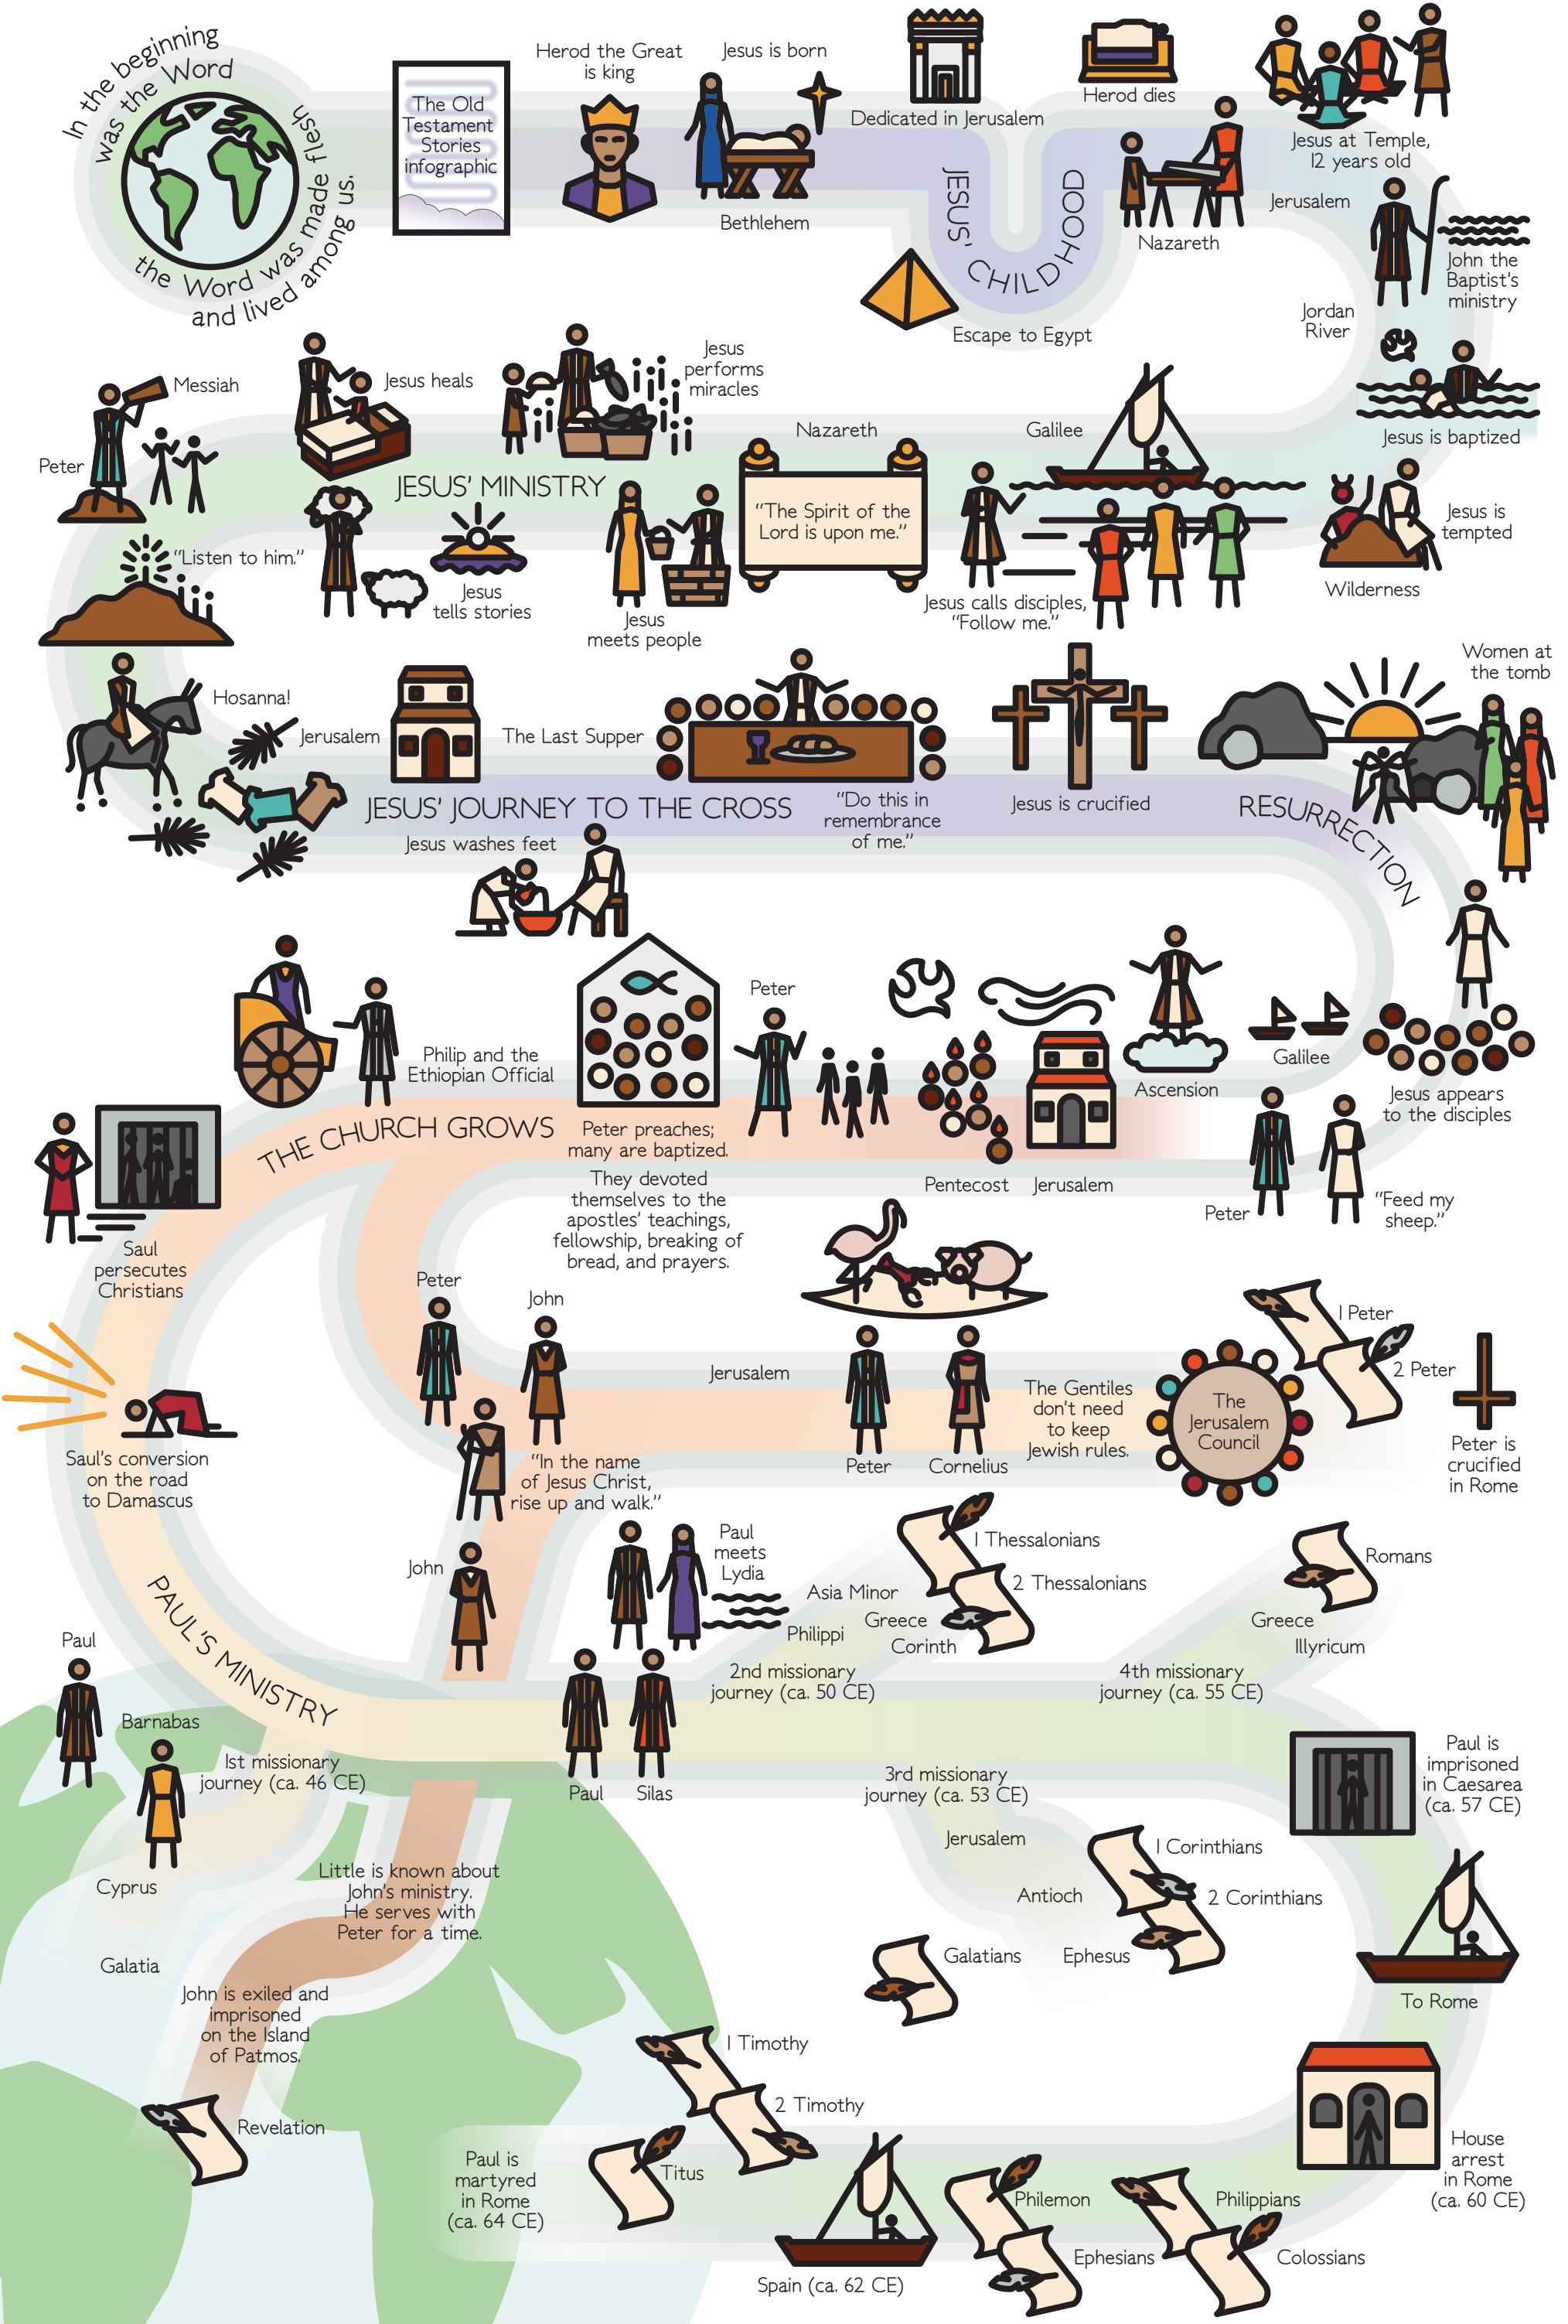 In the beginning
was the Word
the Word was made flesh
and lived among us.
The Old
Testament
Stories
infographic
Herod the Great
is king
Jesus is born
Bethlehem
Dedicated in Jerusalem
JESUS' CHILDHOOD
Escape to Egypt
Herod dies
Nazareth
Jesus at Temple,
12 years old
Jerusalem
John the
Baptist's
ministry
Jordan
River
Jesus is baptized
Jesus is
tempted
Wilderness
Galilee
Jesus calls disciples,
"Follow me."
Nazareth
"The Spirit of the
Lord is upon me."
Jesus
performs
miracles
Jesus
meets people
JESUS' MINISTRY
Jesus heals
Jesus
tells stories
Messiah
Peter
"Listen to him."
Hosanna!
Jerusalem
JESUS' JOURNEY TO THE CROSS
Jesus washes feet
The Last Supper
"Do this in
remembrance
of me."
Jesus is crucified
RESURRECTION
Women at
the tomb
Jesus appears
to the disciples
Galilee
Peter
"Feed my
sheep."
Ascension
Pentecost
Jerusalem
Peter
Peter preaches;
many are baptized.
They devoted
themselves to the
apostles' teachings,
fellowship, breaking of
bread, and prayers.
Philip and the
Ethiopian Official
THE CHURCH GROWS
Saul
persecutes
Christians
Peter
John
"In the name
of Jesus Christ,
rise up and walk."
Jerusalem
Peter
Cornelius
The Gentiles
don't need
to keep
Jewish rules.
The
Jerusalem
Council
1 Peter
2 Peter
Peter is
crucified
in Rome
Saul's conversion
on the road
to Damascus
PAUL'S MINISTRY
John
Paul
Barnabas
1st missionary
journey (ca. 46 CE)
Cyprus
Galatia
Little is known about
John's ministry.
He serves with
Peter for a time.
John is exiled and
imprisoned
on the Island
of Patmos.
Revelation
Paul
meets
Lydia
Paul
Silas
Asia Minor
Philippi
Greece
Corinth
2nd missionary
journey (ca. 50 CE)
1 Thessalonians
2 Thessalonians
3rd missionary
journey (ca. 53 CE)
Jerusalem
Antioch
Ephesus
Galatians
1 Corinthians
2 Corinthians
4th missionary
journey (ca. 55 CE)
Greece
Illyricum
Romans
Paul is
imprisoned
in Caesarea
(ca. 57 CE)
To Rome
House
arrest
in Rome
(ca. 60 CE)
Philippians
Colossians
Philemon
Ephesians
Spain (ca. 62 CE)
1 Timothy
2 Timothy
Titus
Paul is
martyred
in Rome
(ca. 64 CE)